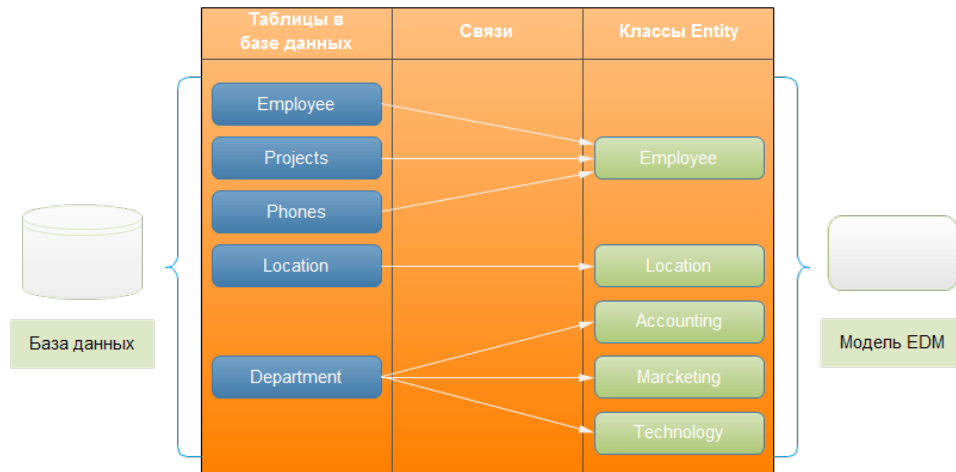 Таблицы в
базе данных
Связи
Классы Entity
Employee
Projects
Phones
Location
Department
Employee
Location
Accounting
Marcketing
Technology
База данных
Модель EDM